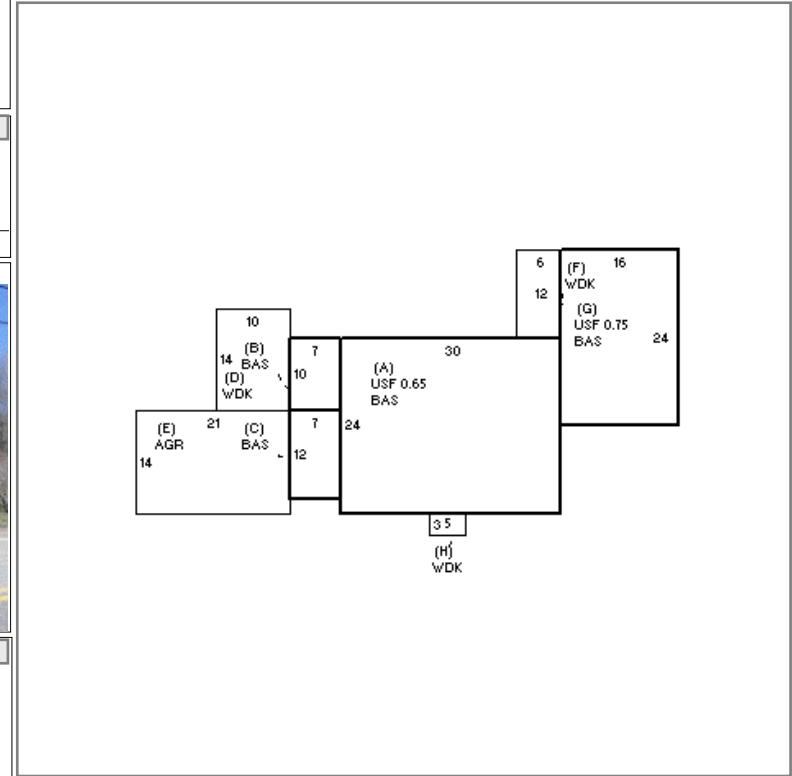 6
16
(F)
WDK
12
(G)
USF 0.75
BAS
24
10
14
(B)
BAS
(D)
WDK
7
10
30
(A)
USF 0.65
BAS
24
(E)
AGR
21
14
(C)
BAS
7
12
3 5
(H)
WDK